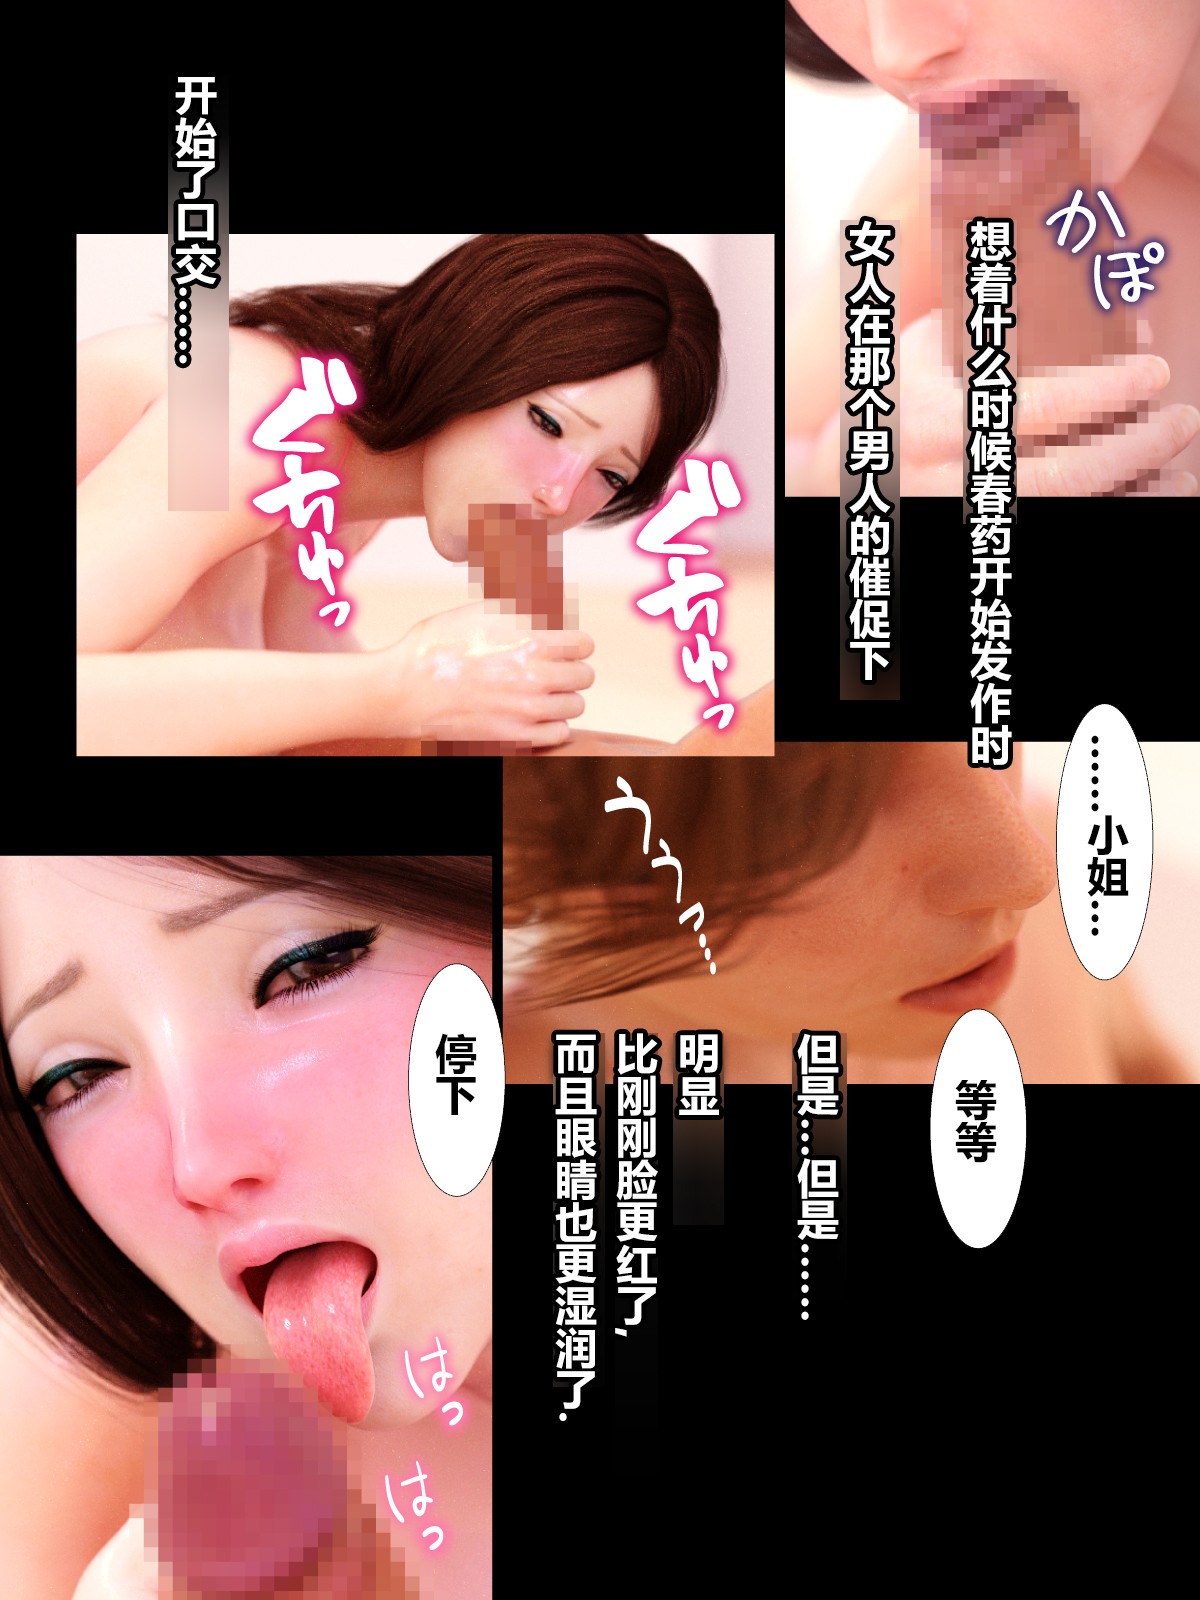 かぽ
想着什么时候春药开始发作时
女人在那个男人的催促下
开始了口交……
ぐちゅっ
ぐちゅっ
……小姐…
うううっ…
等等
但是…但是……
明显
比刚刚脸更红了,
而且眼睛也更湿润了.
停下
はっ
はっ